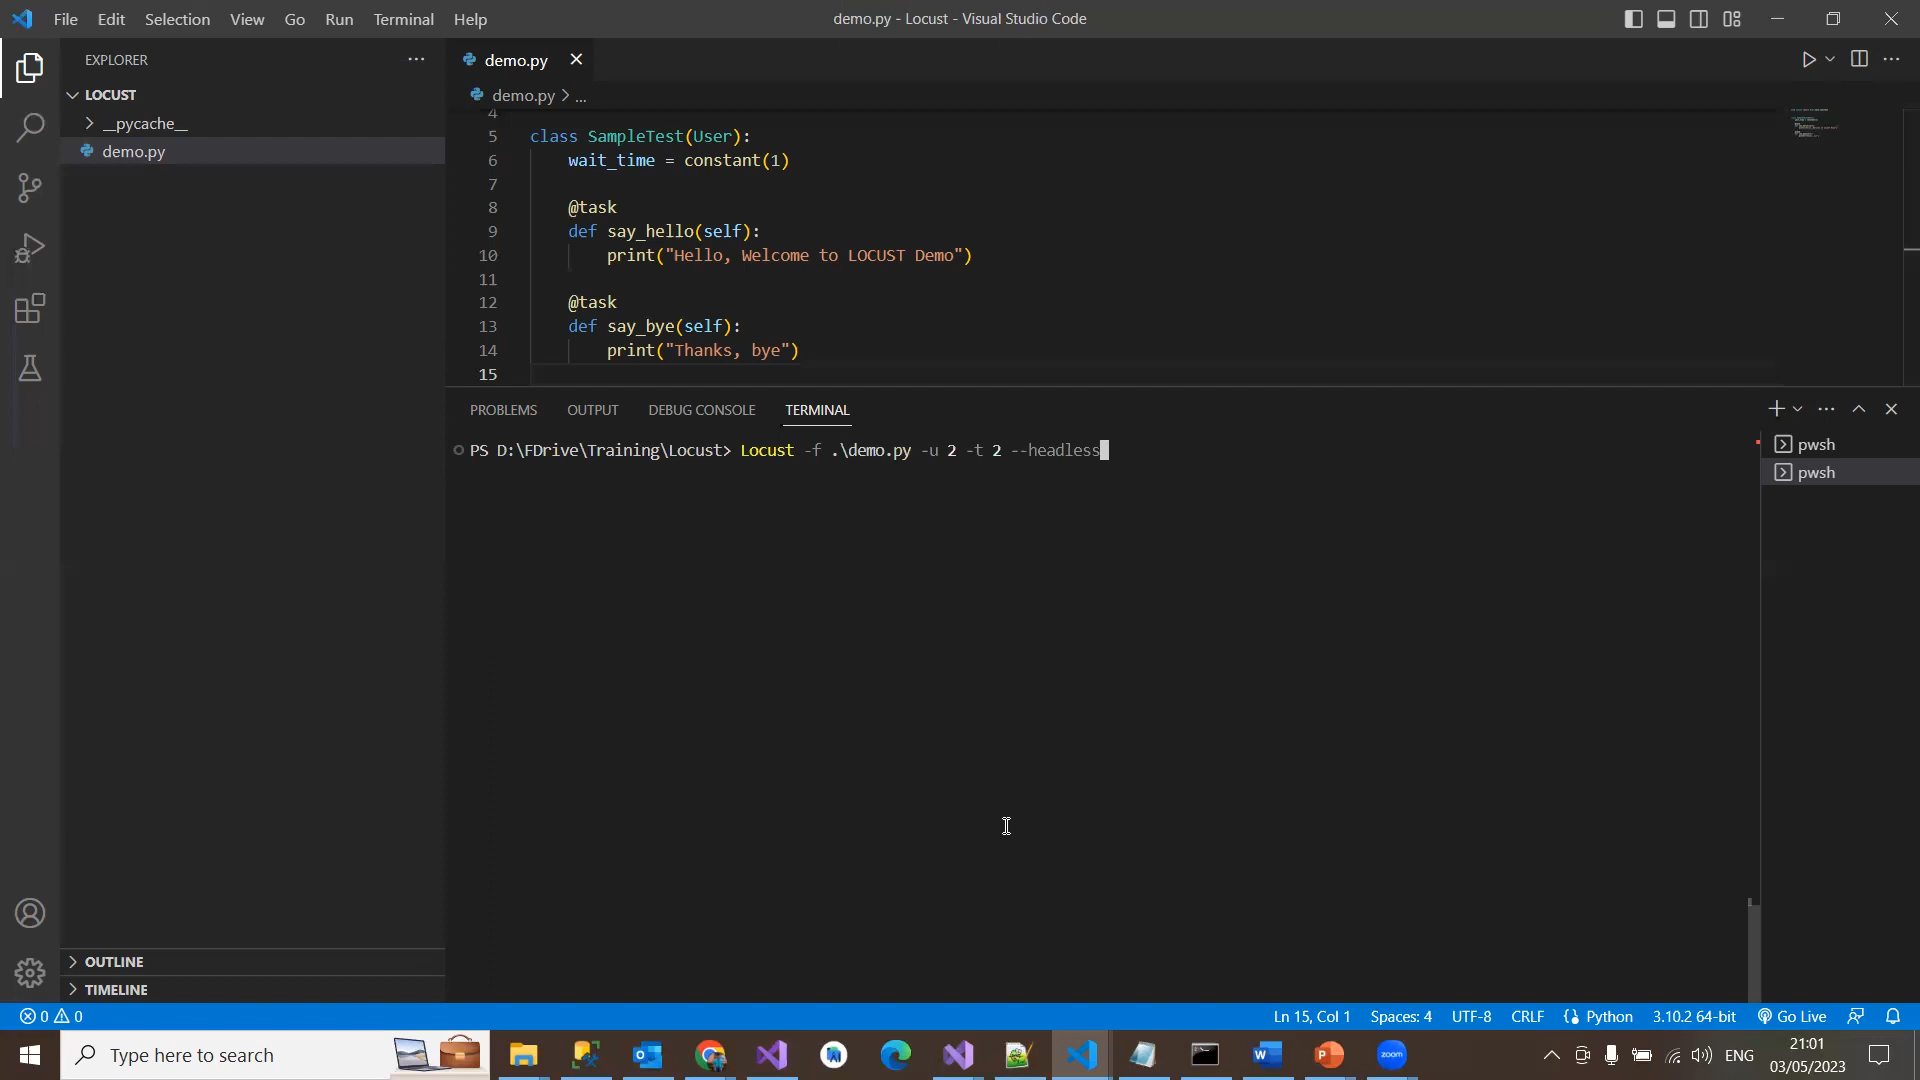 File Edit Selection View Go Run Terminal Help
demo.py - Locust - Visual Studio Code
EXPLORER
LOCUST
__pycache__
demo.py
demo.py
demo.py > ...
4
5 class SampleTest(User):
6 wait_time = constant(1)
7
8 @task
9 def say_hello(self):
10 print("Hello, Welcome to LOCUST Demo")
11
12 @task
13 def say_bye(self):
14 print("Thanks, bye")
15
PROBLEMS OUTPUT DEBUG CONSOLE TERMINAL
PS D:\FDrive\Training\Locust> Locust -f .\demo.py -u 2 -t 2 --headless
pwsh
pwsh
OUTLINE
TIMELINE
0 0
Ln 15, Col 1 Spaces: 4 UTF-8 CRLF Python 3.10.2 64-bit Go Live
Type here to search
zoom
ENG
21:01
03/05/2023